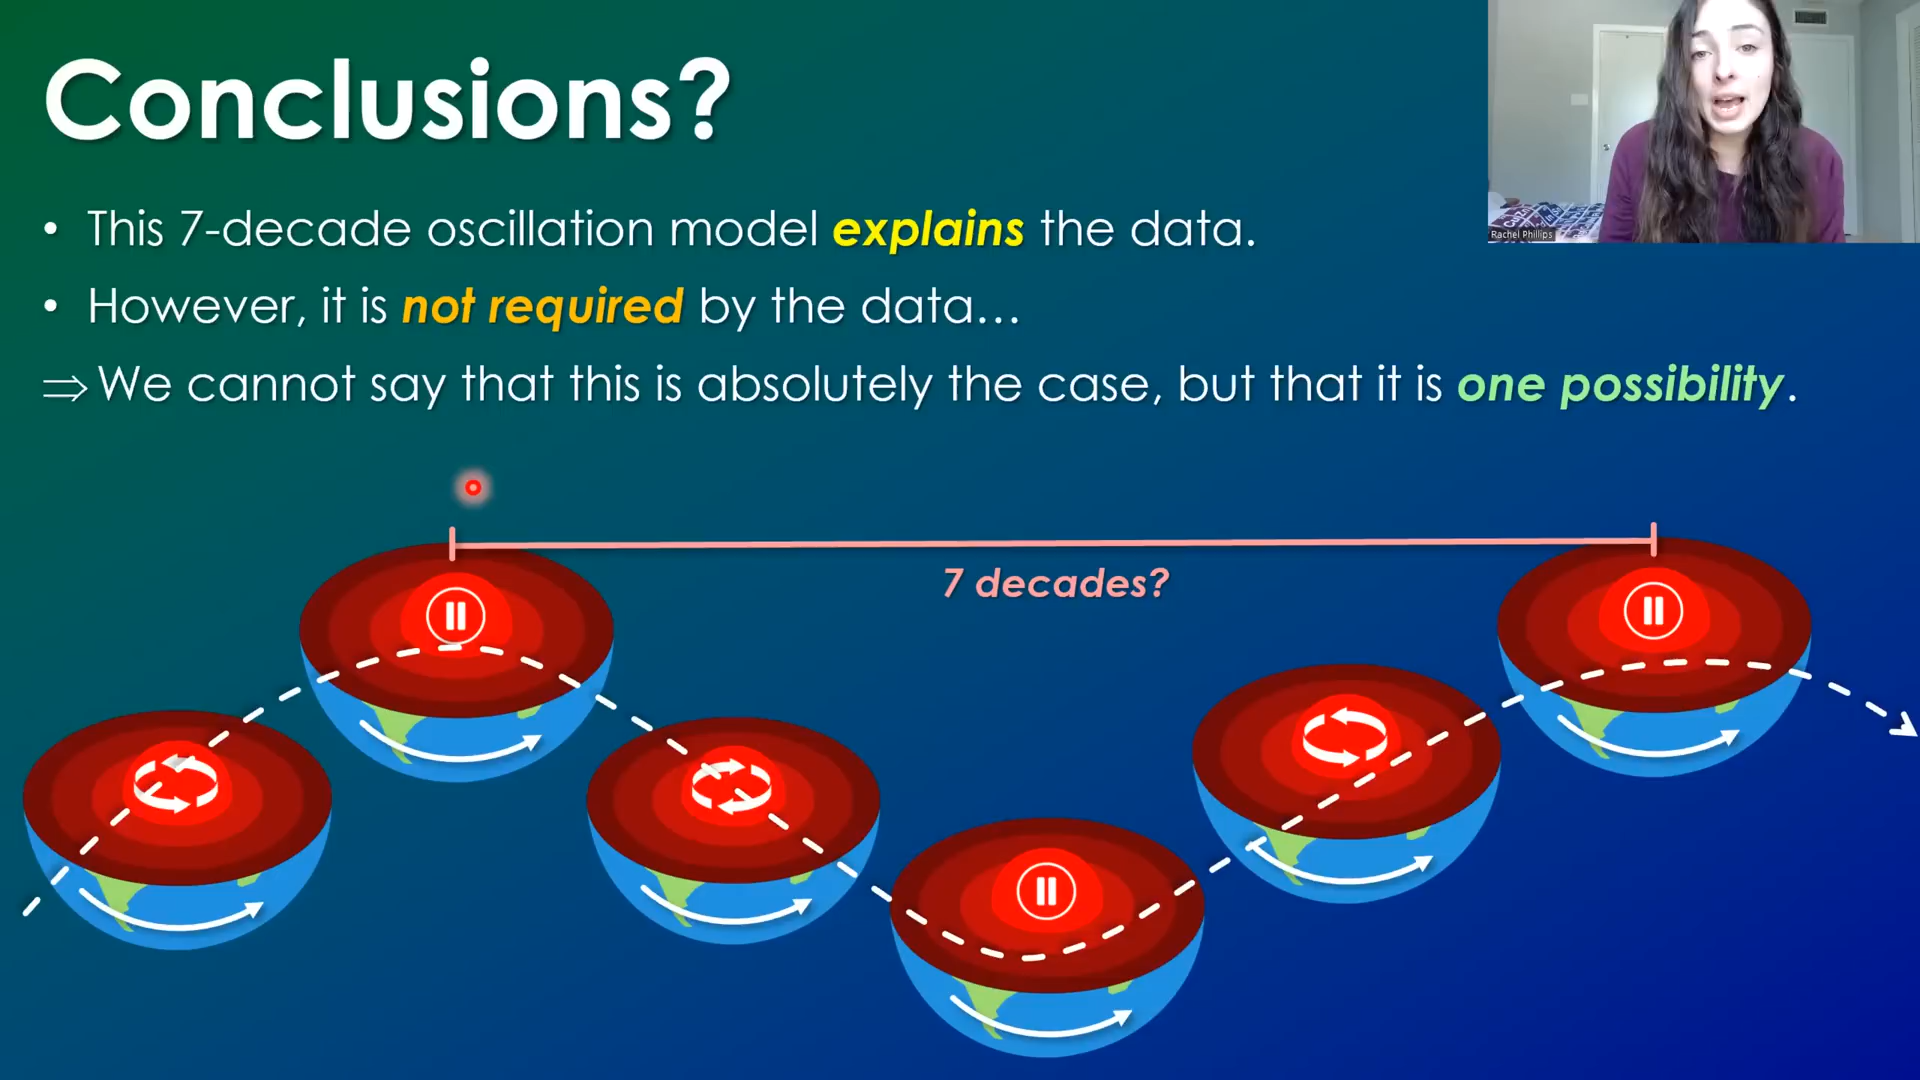 Conclusions?
• This 7-decade oscillation model explains the data.
• However, it is not required by the data…
⇒ We cannot say that this is absolutely the case, but that it is one possibility.
Rachel Phillips
7 decades?